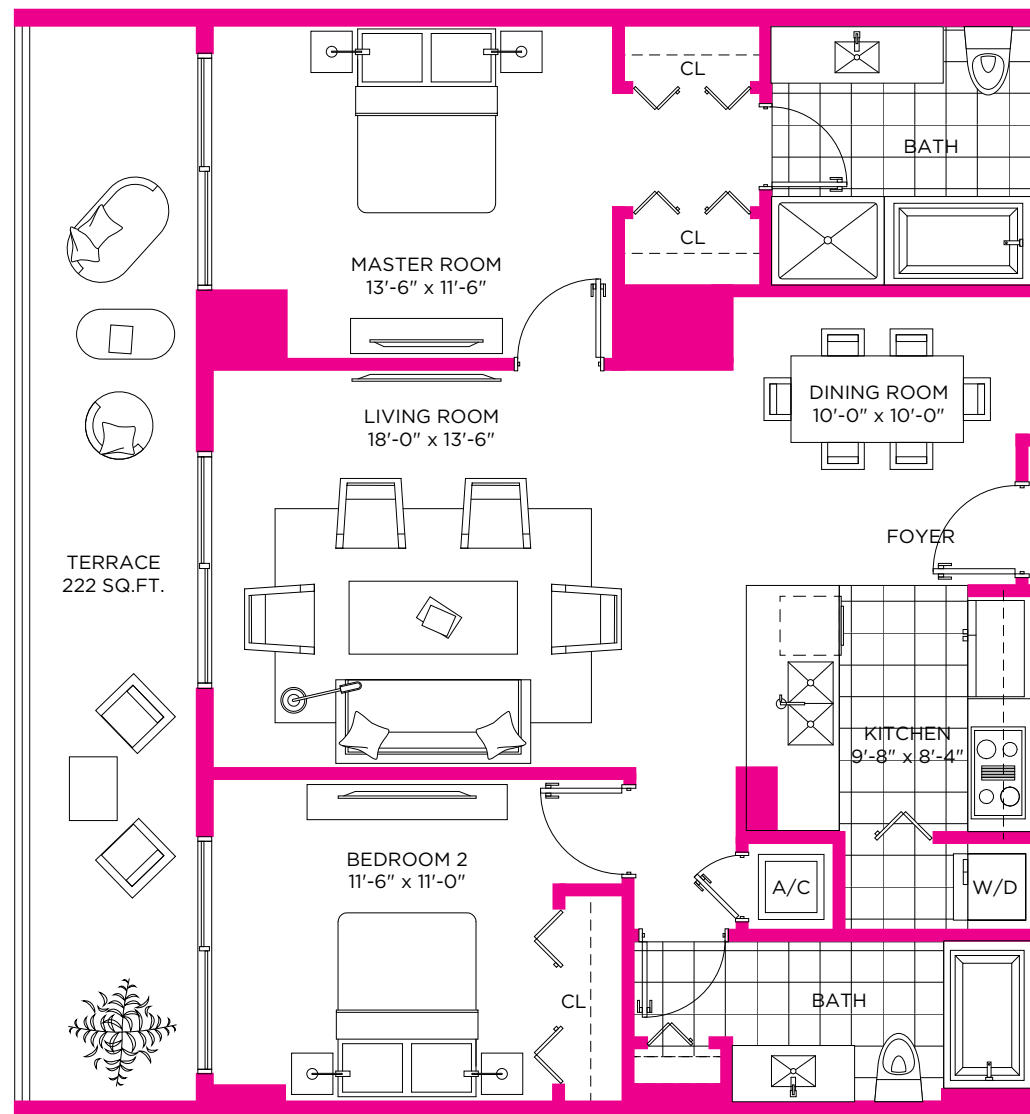 CL
BATH
CL
MASTER ROOM
13'-6" x 11'-6"
DINING ROOM
10'-0" x 10'-0"
LIVING ROOM
18'-0" x 13'-6"
FOYER
TERRACE
222 SQ.FT.
KITCHEN
9'-8" x 8'-4"
BEDROOM 2
11'-6" x 11'-0"
A/C
W/D
CL
BATH